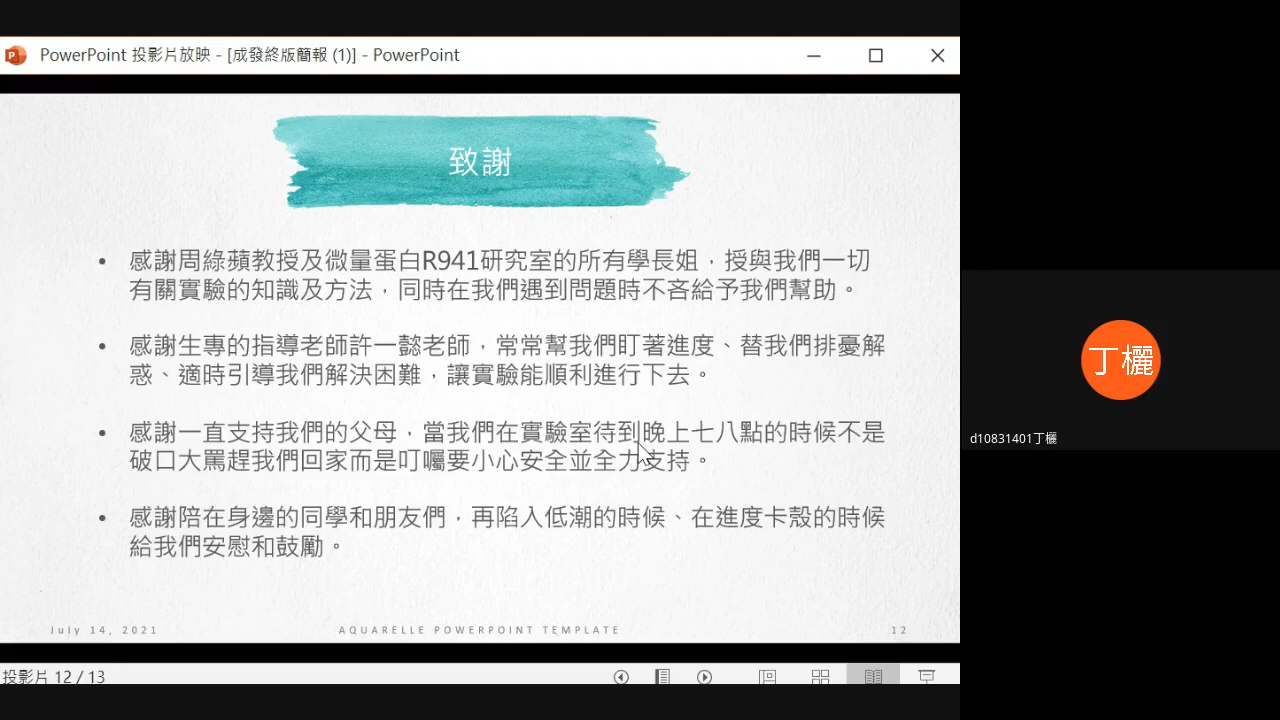 PowerPoint 投影片放映 - [成發終版簡報 (1)] - PowerPoint
致謝
• 感謝周綠蘋教授及微量蛋白R941研究室的所有學長姐，授與我們一切
有關實驗的知識及方法，同時在我們遇到問題時不吝給予我們幫助。
• 感謝生專的指導老師許一懿老師，常常幫我們盯著進度、替我們排憂解
惑、適時引導我們解決困難，讓實驗能順利進行下去。
• 感謝一直支持我們的父母，當我們在實驗室待到晚上七八點的時候不是
破口大罵趕我們回家而是叮囑要小心安全並全力支持。
• 感謝陪在身邊的同學和朋友們，再陷入低潮的時候、在進度卡殼的時候
給我們安慰和鼓勵。
July 14, 2021
AQUARELLE POWERPOINT TEMPLATE
12
投影片 12 / 13
丁欐
d10831401丁欐